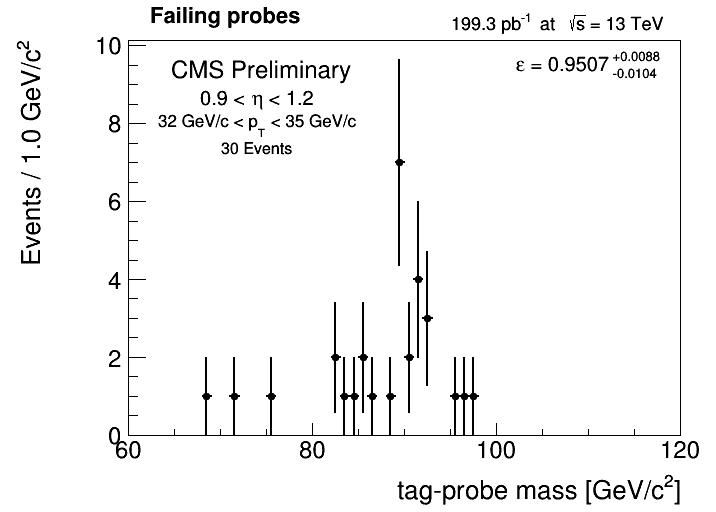 Failing probes
199.3 pb⁻¹ at √s = 13 TeV
CMS Preliminary
0.9 < η < 1.2
32 GeV/c < p_T < 35 GeV/c
30 Events
ε = 0.9507 +0.0088 -0.0104
Events / 1.0 GeV/c²
10
8
6
4
2
0
60
80
100
120
tag-probe mass [GeV/c²]